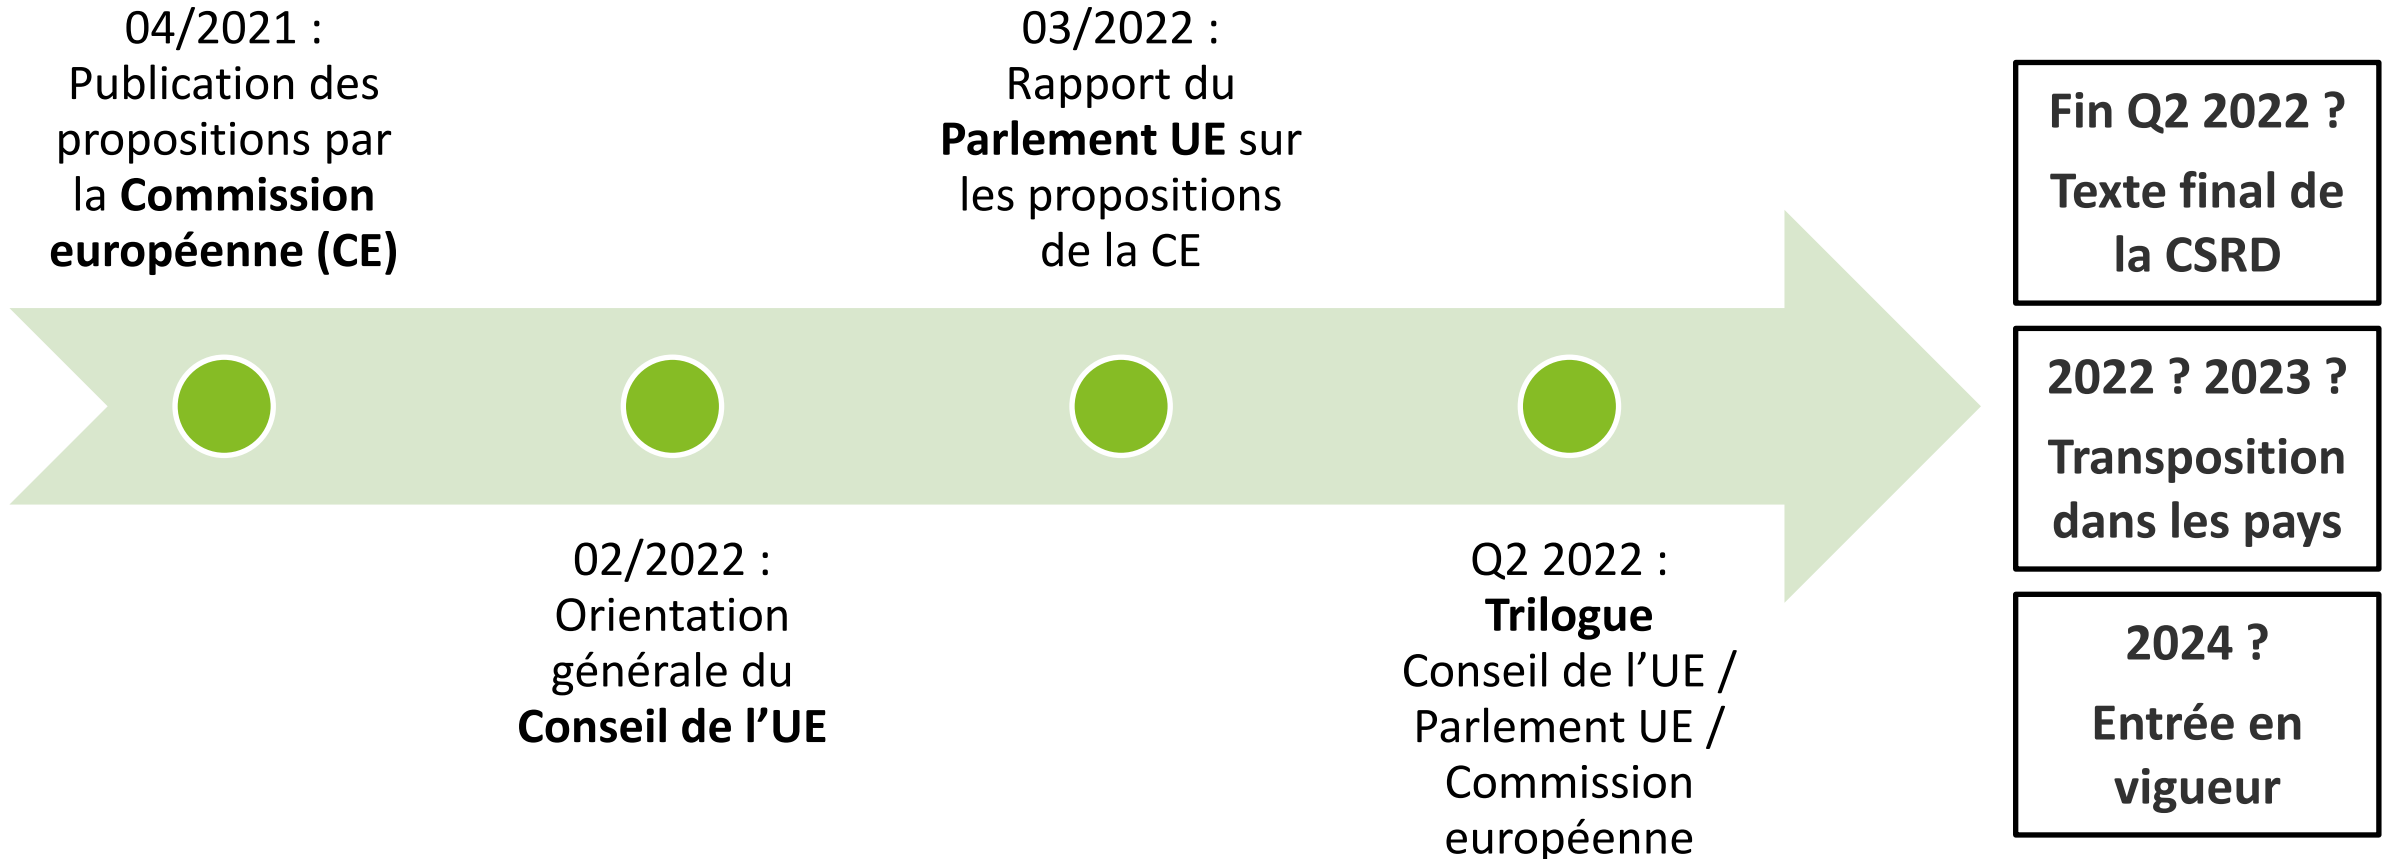 04/2021 :
Publication des
propositions par
la Commission
européenne (CE)
02/2022 :
Orientation
générale du
Conseil de l’UE
03/2022 :
Rapport du
Parlement UE sur
les propositions
de la CE
Q2 2022 :
Trilogue
Conseil de l’UE /
Parlement UE /
Commission
européenne
Fin Q2 2022 ?
Texte final de
la CSRD
2022 ? 2023 ?
Transposition
dans les pays
2024 ?
Entrée en
vigueur